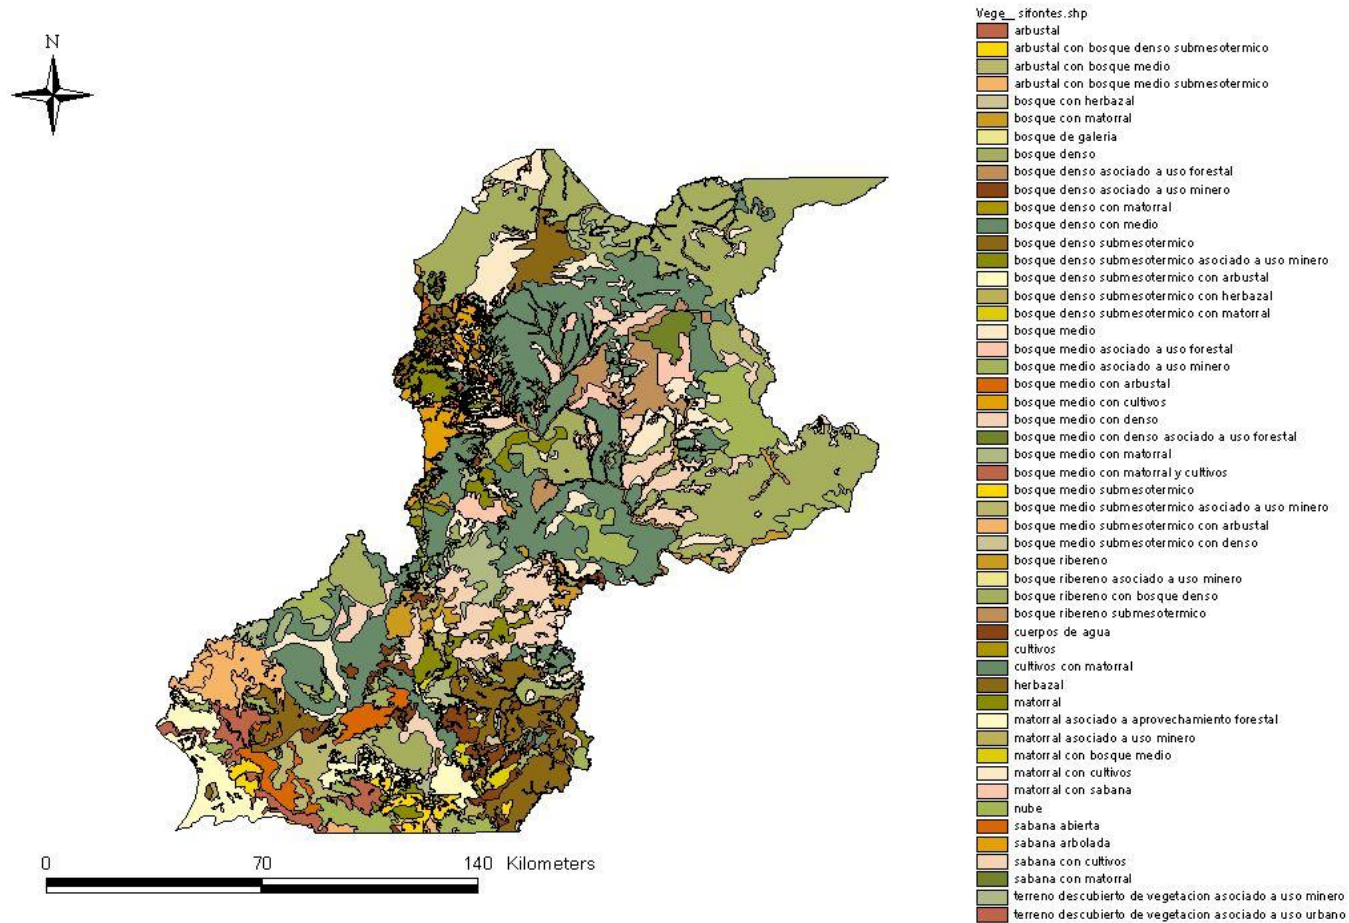 Vege_ sifontes.shp
arbustal
arbustal con bosque denso submesotermico
arbustal con bosque medio
arbustal con bosque medio submesotermico
bosque con herbazal
bosque con matorral
bosque de galeria
bosque denso
bosque denso asociado a uso forestal
bosque denso asociado a uso minero
bosque denso con matorral
bosque denso con medio
bosque denso submesotermico
bosque denso submesotermico asociado a uso minero
bosque denso submesotermico con arbustal
bosque denso submesotermico con herbazal
bosque denso submesotermico con matorral
bosque medio
bosque medio asociado a uso forestal
bosque medio asociado a uso minero
bosque medio con arbustal
bosque medio con cultivos
bosque medio con denso
bosque medio con denso asociado a uso forestal
bosque medio con matorral
bosque medio con matorral y cultivos
bosque medio submesotermico
bosque medio submesotermico asociado a uso minero
bosque medio submesotermico con arbustal
bosque medio submesotermico con denso
bosque ribereno
bosque ribereno asociado a uso minero
bosque ribereno con bosque denso
bosque ribereno submesotermico
cuerpos de agua
cultivos
cultivos con matorral
herbazal
matorral
matorral asociado a aprovechamiento forestal
matorral asociado a uso minero
matorral con bosque medio
matorral con cultivos
matorral con sabana
nube
sabana abierta
sabana arbolada
sabana con cultivos
sabana con matorral
terreno descubierto de vegetacion asociado a uso minero
terreno descubierto de vegetacion asociado a uso urbano
N
0 70 140 Kilometers